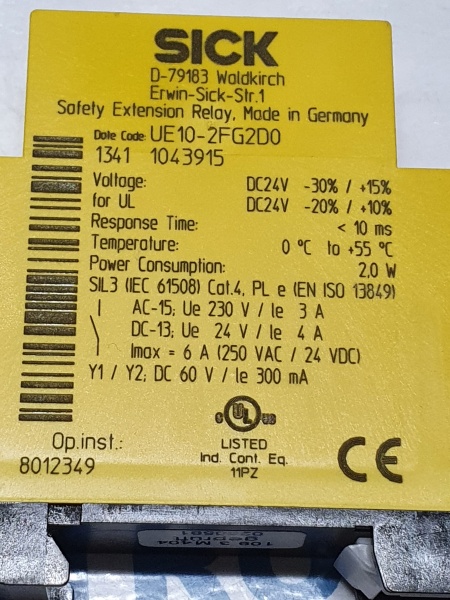 SICK
D-79183 Waldkirch
Erwin-Sick-Str.1
Safety Extension Relay, Made in Germany
Date Code: UE10-2FG2D0
1341 1043915
Voltage: DC24V -30% / +15%
for UL DC24V -20% / +10%
Response Time: < 10 ms
Temperature: 0 °C to +55 °C
Power Consumption: 2,0 W
SIL3 (IEC 61508) Cat.4, PL e (EN ISO 13849)
AC-15; Ue 230 V / Ie 3 A
DC-13; Ue 24 V / Ie 4 A
Imax = 6 A (250 VAC / 24 VDC)
Y1 / Y2; DC 60 V / Ie 300 mA
c UL us
LISTED
Ind. Cont. Eq.
11PZ
CE
Op.inst.:
8012349
geprüft